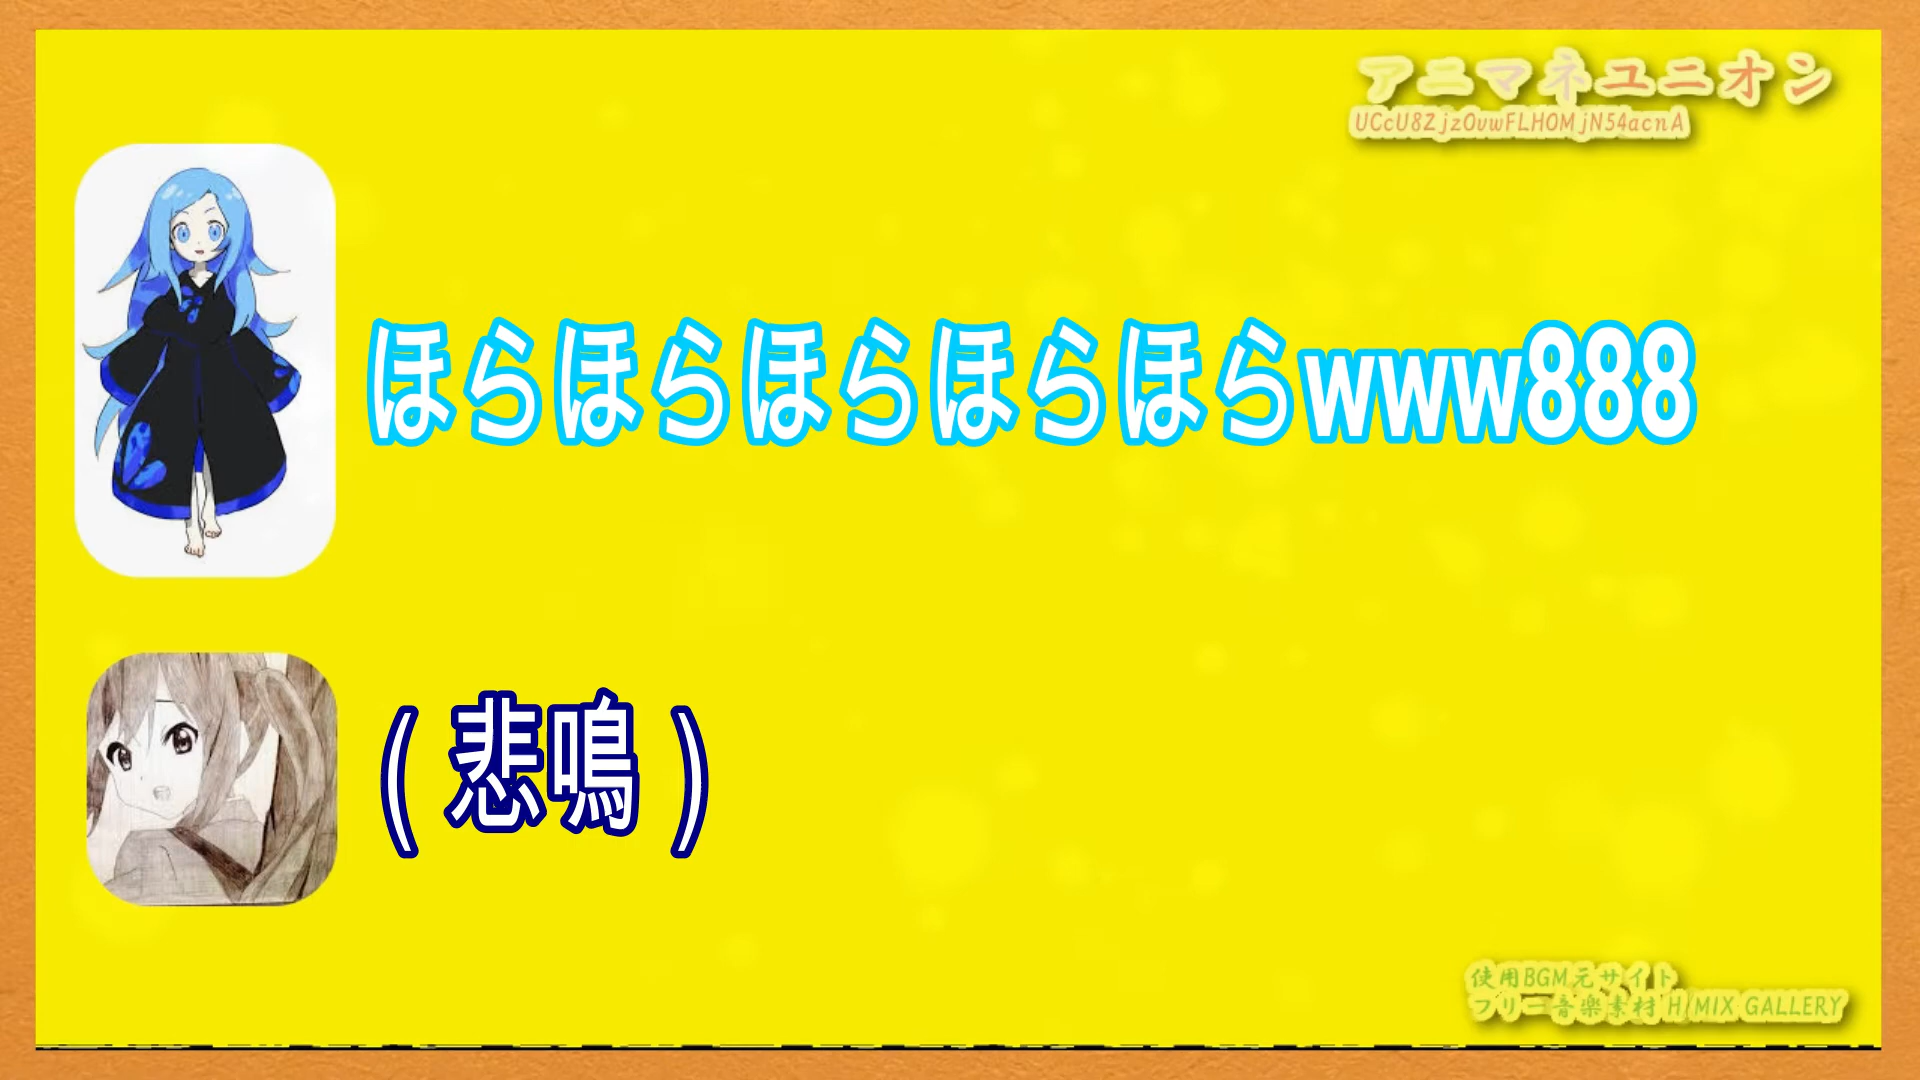 アニマネユニオン
UCcU8ZjzOvwFLHOMjN54acnA
ほらほらほらほらほらwww888
（悲鳴）
使用BGM元サイト
フリー音楽素材 H/MIX GALLERY